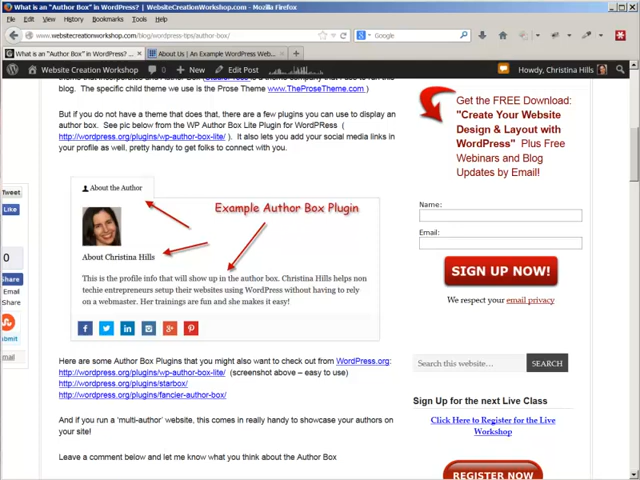 What is an "Author Box" in WordPress? | WebsiteCreationWorkshop.com - Mozilla Firefox
File Edit View History Bookmarks Tools Help
www.websitecreationworkshop.com/blog/wordpress-tips/author-box/
Google
What is an "Author Box" in WordPress? ...
About Us | An Example WordPress Web...
Website Creation Workshop
0
New
Edit Post
Howdy, Christina Hills
blog. The specific child theme we use is the Prose Theme www.TheProseTheme.com )
But if you do not have a theme that does that, there are a few plugins you can use to display an
author box. See pic below for the WP Author Box Lite Plugin for WordPRess (
http://wordpress.org/plugins/wp-author-box-lite/ ). It also lets you add your social media links in
your profile as well, pretty handy to get folks to connect with you.
About the Author
Example Author Box Plugin
About Christina Hills
This is the profile info that will show up in the author box. Christina Hills helps non
techie entrepreneurs setup their websites using WordPress without having to rely
on a webmaster. Her trainings are fun and she makes it easy!
Here are some Author Box Plugins that you might also want to check out from WordPress.org:
http://wordpress.org/plugins/wp-author-box-lite/ (screenshot above – easy to use)
http://wordpress.org/plugins/starbox/
http://wordpress.org/plugins/fancier-author-box/
And if you run a 'multi-author' website, this comes in really handy to showcase your authors on
your site!
Leave a comment below and let me know what you think about the Author Box
Tweet
Like
0
Share
Email
Share
Get the FREE Download:
"Create Your Website
Design & Layout with
WordPress" Plus Free
Webinars and Blog
Updates by Email!
Name:
Email:
SIGN UP NOW!
We respect your email privacy
Search this website…
SEARCH
Sign Up for the next Live Class
Click Here to Register for the Live
Workshop
REGISTER NOW